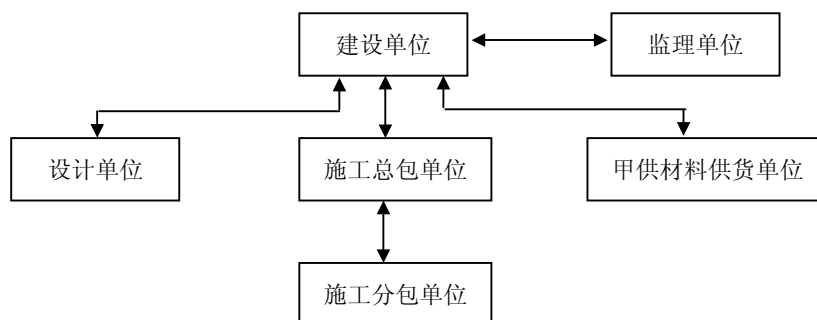 建设单位
监理单位
设计单位
施工总包单位
甲供材料供货单位
施工分包单位